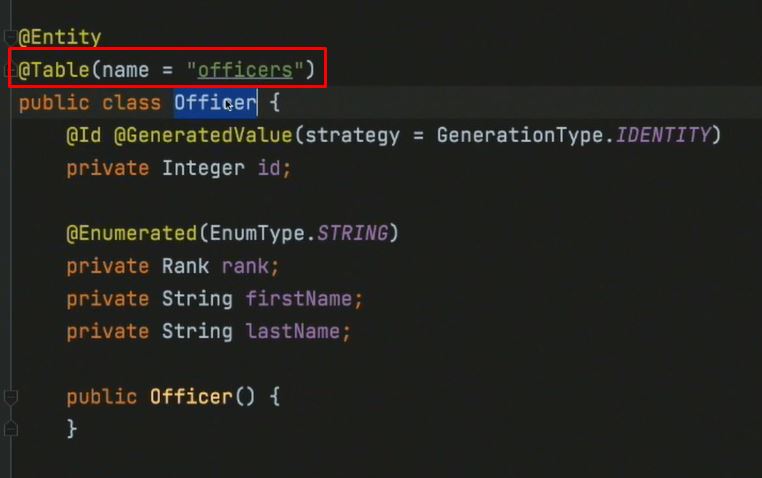 @Entity
@Table(name = "officers")
public class Officer {
@Id @GeneratedValue(strategy = GenerationType.IDENTITY)
private Integer id;
@Enumerated(EnumType.STRING)
private Rank rank;
private String firstName;
private String lastName;
public Officer() {
}